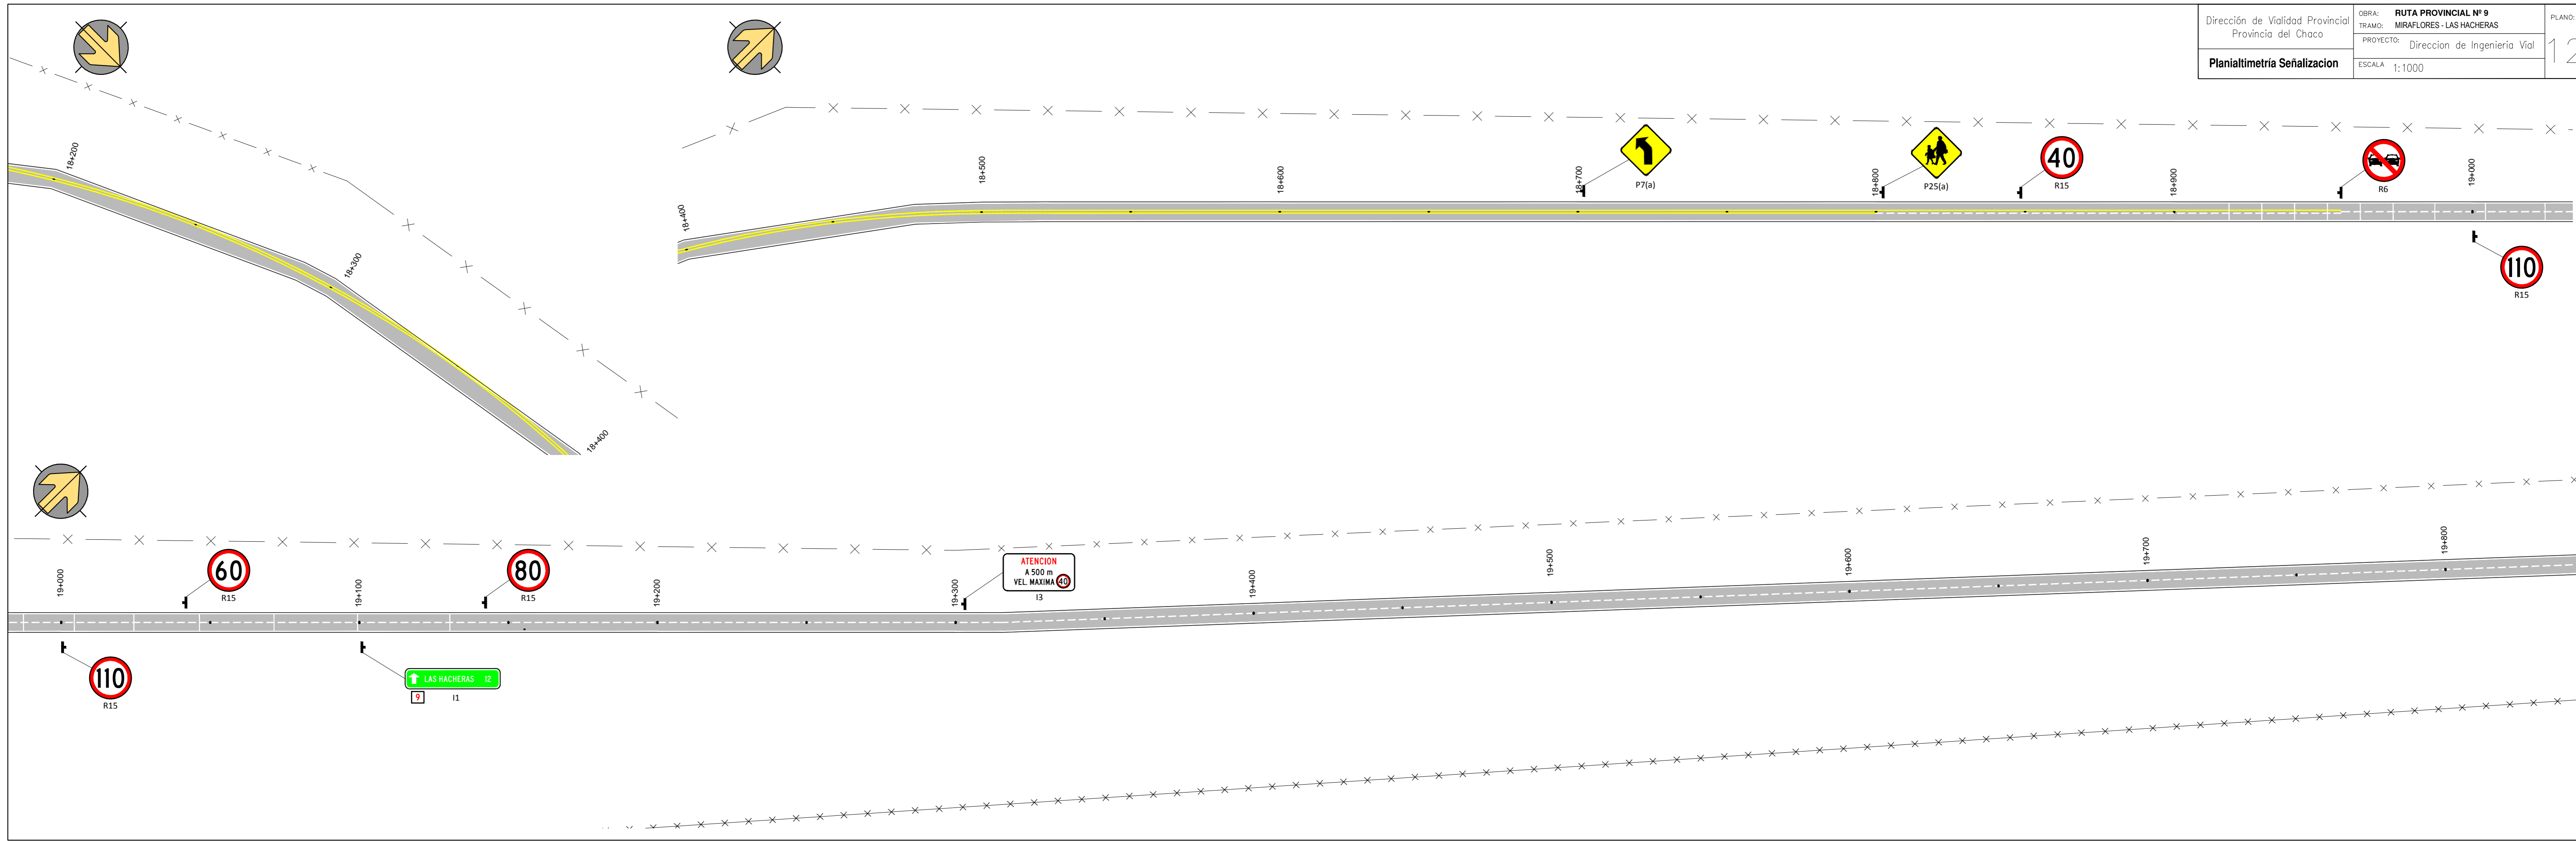 Dirección de Vialidad Provincial
Provincia del Chaco
Planialtimetría Señalizacion
OBRA: RUTA PROVINCIAL Nº 9
TRAMO: MIRAFLORES - LAS HACHERAS
PROYECTO: Direccion de Ingenieria Vial
ESCALA 1:1000
PLANO:
12
18+200
18+300
18+400
18+400
18+500
18+600
18+700
P7(a)
18+800
P25(a)
40
R15
18+900
R6
19+000
110
R15
19+000
60
R15
110
R15
19+100
80
R15
LAS HACHERAS 12
9
I1
19+200
19+300
ATENCION
A 500 m
VEL. MAXIMA 40
I3
19+400
19+500
19+600
19+700
19+800